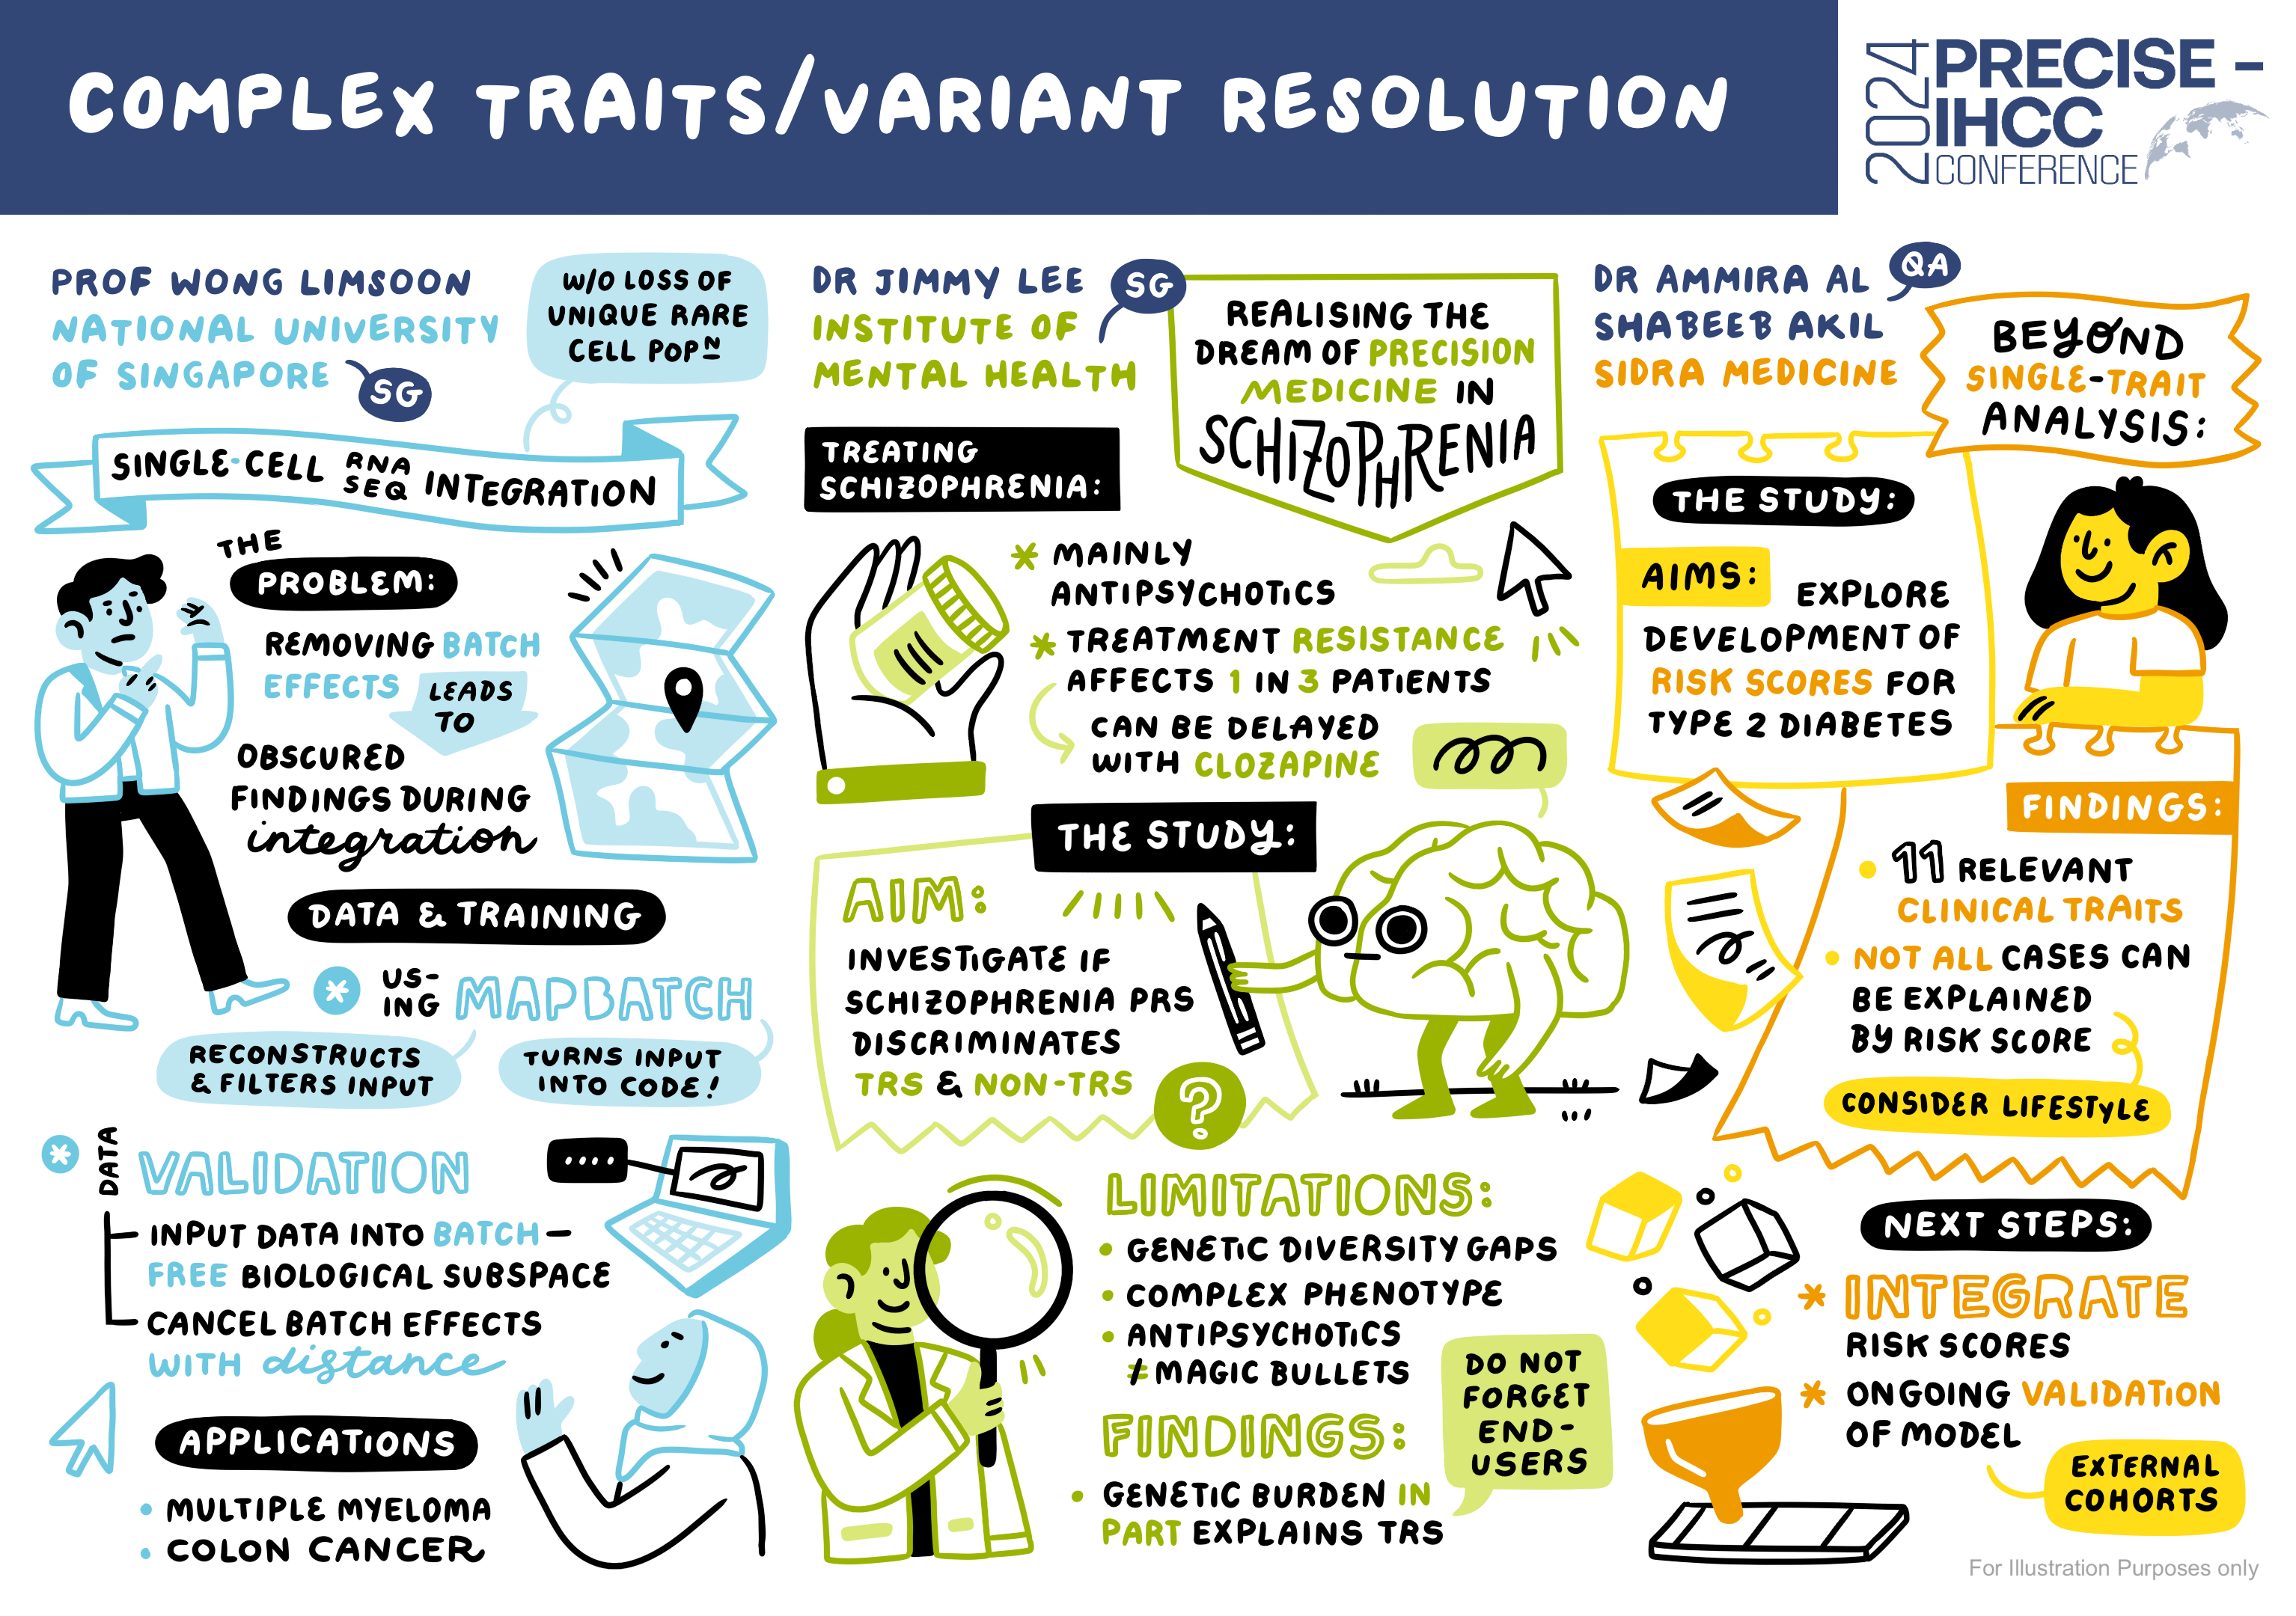 COMPLEX TRAITS/VARIANT RESOLUTION
2024
PRECISE –
IHCC
CONFERENCE
PROF WONG LIMSOON
NATIONAL UNIVERSITY
OF SINGAPORE
SG
W/O LOSS OF
UNIQUE RARE
CELL POPN
SINGLE-CELL RNA SEQ INTEGRATION
THE
PROBLEM:
REMOVING BATCH
EFFECTS
LEADS
TO
OBSCURED
FINDINGS DURING
integration
DATA & TRAINING
* US-
ING MAPBATCH
RECONSTRUCTS
& FILTERS INPUT
TURNS INPUT
INTO CODE!
* DATA VALIDATION
INPUT DATA INTO BATCH–
FREE BIOLOGICAL SUBSPACE
CANCEL BATCH EFFECTS
WITH distance
APPLICATIONS
• MULTIPLE MYELOMA
• COLON CANCER
DR JIMMY LEE
SG
INSTITUTE OF
MENTAL HEALTH
REALISING THE
DREAM OF PRECISION
MEDICINE IN
SCHIZOPHRENIA
TREATING
SCHIZOPHRENIA:
* MAINLY
ANTIPSYCHOTICS
* TREATMENT RESISTANCE
AFFECTS 1 IN 3 PATIENTS
CAN BE DELAYED
WITH CLOZAPINE
THE STUDY:
AIM:
INVESTIGATE IF
SCHIZOPHRENIA PRS
DISCRIMINATES
TRS & NON-TRS
?
LIMITATIONS:
• GENETIC DIVERSITY GAPS
• COMPLEX PHENOTYPE
• ANTIPSYCHOTICS
≠ MAGIC BULLETS
FINDINGS:
• GENETIC BURDEN IN
PART EXPLAINS TRS
DO NOT
FORGET
END-
USERS
DR AMMIRA AL
SHABEEB AKIL
QA
SIDRA MEDICINE
BEYOND
SINGLE-TRAIT
ANALYSIS:
THE STUDY:
AIMS: EXPLORE
DEVELOPMENT OF
RISK SCORES FOR
TYPE 2 DIABETES
FINDINGS:
• 11 RELEVANT
CLINICAL TRAITS
• NOT ALL CASES CAN
BE EXPLAINED
BY RISK SCORE
CONSIDER LIFESTYLE
NEXT STEPS:
* INTEGRATE
RISK SCORES
* ONGOING VALIDATION
OF MODEL
EXTERNAL
COHORTS
For Illustration Purposes only